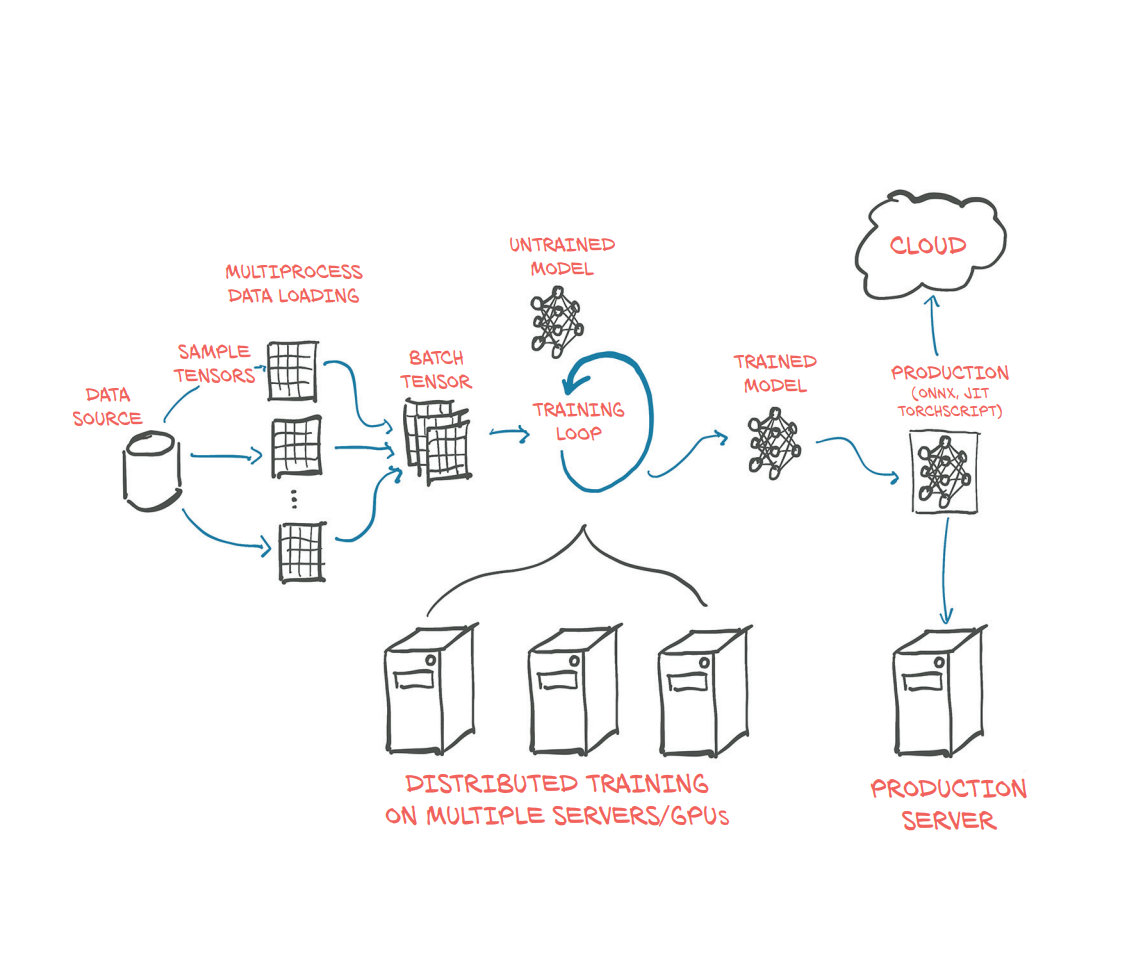 UNTRAINED
MODEL
MULTIPROCESS
DATA LOADING
SAMPLE
TENSORS
DATA
SOURCE
BATCH
TENSOR
TRAINING
LOOP
TRAINED
MODEL
CLOUD
PRODUCTION
(ONNX, JIT
TORCHSCRIPT)
DISTRIBUTED TRAINING
ON MULTIPLE SERVERS/GPUs
PRODUCTION
SERVER